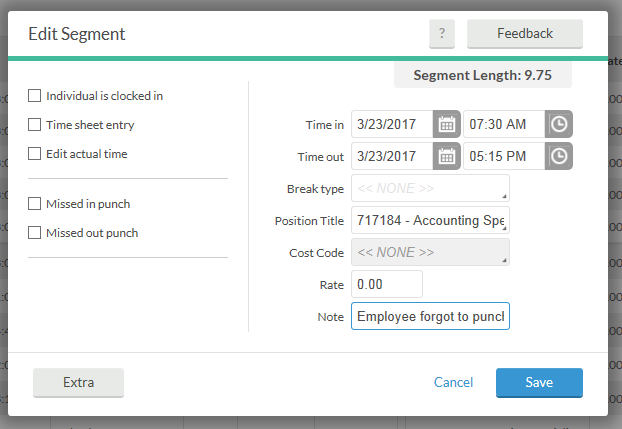 Edit Segment
?
Feedback
Segment Length: 9.75
Individual is clocked in
Time sheet entry
Edit actual time
Missed in punch
Missed out punch
Time in 3/23/2017 07:30 AM
Time out 3/23/2017 05:15 PM
Break type << NONE >>
Position Title 717184 - Accounting Spe
Cost Code << NONE >>
Rate 0.00
Note Employee forgot to puncl
Extra
Cancel
Save